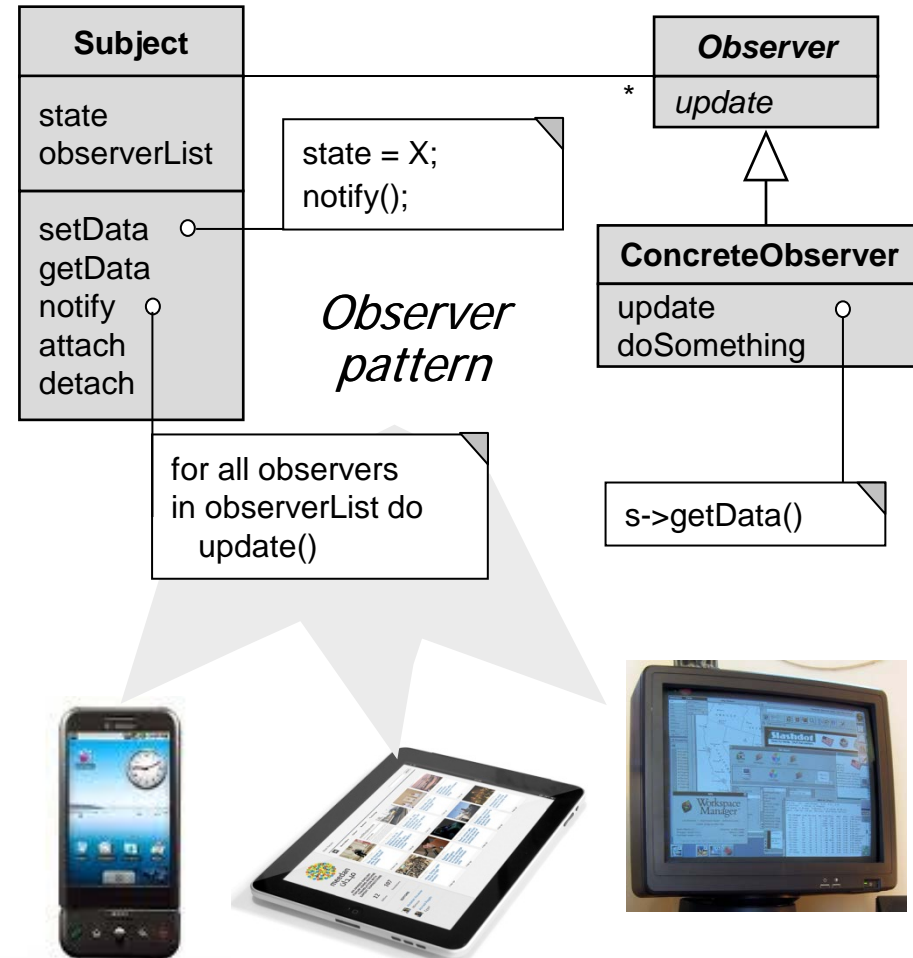 Subject
state
observerList
setData
getData
notify
attach
detach
*
Observer
update
state = X;
notify();
ConcreteObserver
update
doSomething
Observer
pattern
for all observers
in observerList do
update()
s->getData()
meedan
Slashdot
Workspace
Manager